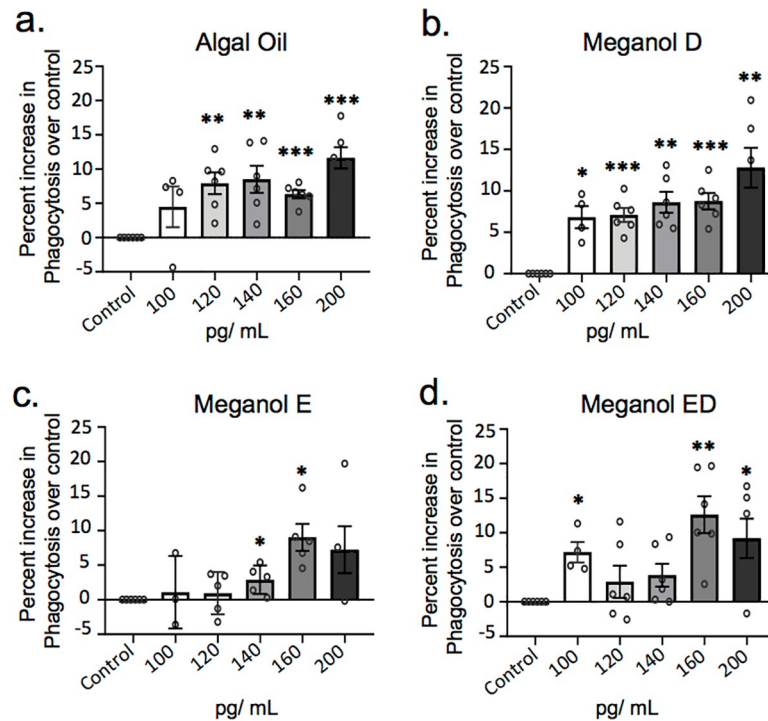 a.
Algal Oil
Percent increase in
Phagocytosis over control
25
20
15
10
5
0
-5
** ** *** ***
Control 100 120 140 160 200
pg/ mL
b.
Meganol D
Percent increase in
Phagocytosis over control
25
20
15
10
5
0
* *** ** *** **
Control 100 120 140 160 200
pg/ mL
c.
Meganol E
Percent increase in
Phagocytosis over control
25
20
15
10
5
0
-5
* *
Control 100 120 140 160 200
pg/ mL
d.
Meganol ED
Percent increase in
Phagocytosis over control
25
20
15
10
5
0
-5
* ** *
Control 100 120 140 160 200
pg/ mL